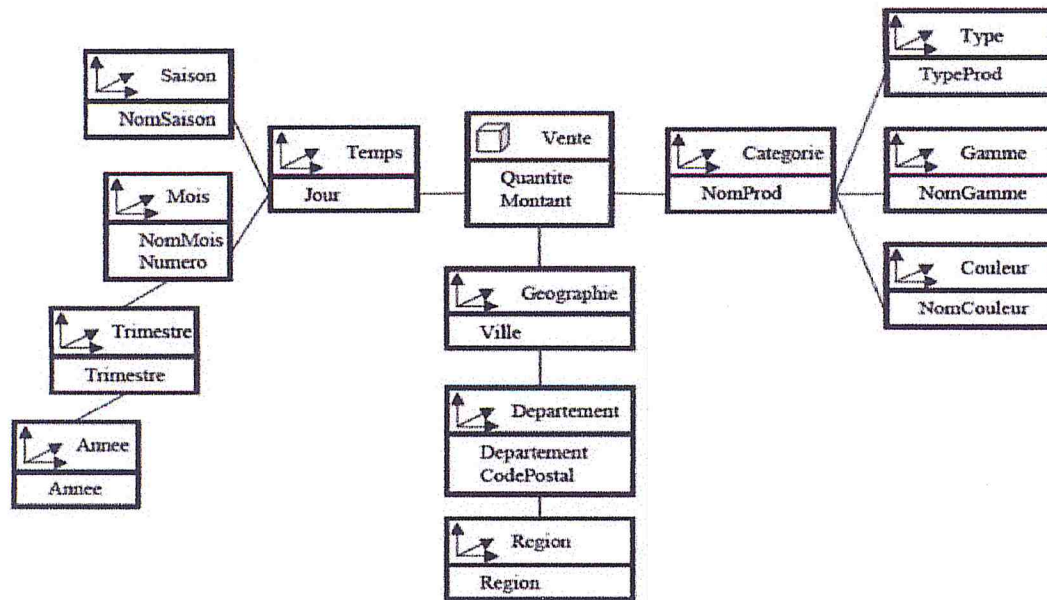 Saison
NomSaison
Mois
NomMois
Numero
Trimestre
Trimestre
Annee
Annee
Temps
Jour
Vente
Quantite
Montant
Geographie
Ville
Departement
Departement
CodePostal
Region
Region
Categorie
NomProd
Type
TypeProd
Gamme
NomGamme
Couleur
NomCouleur